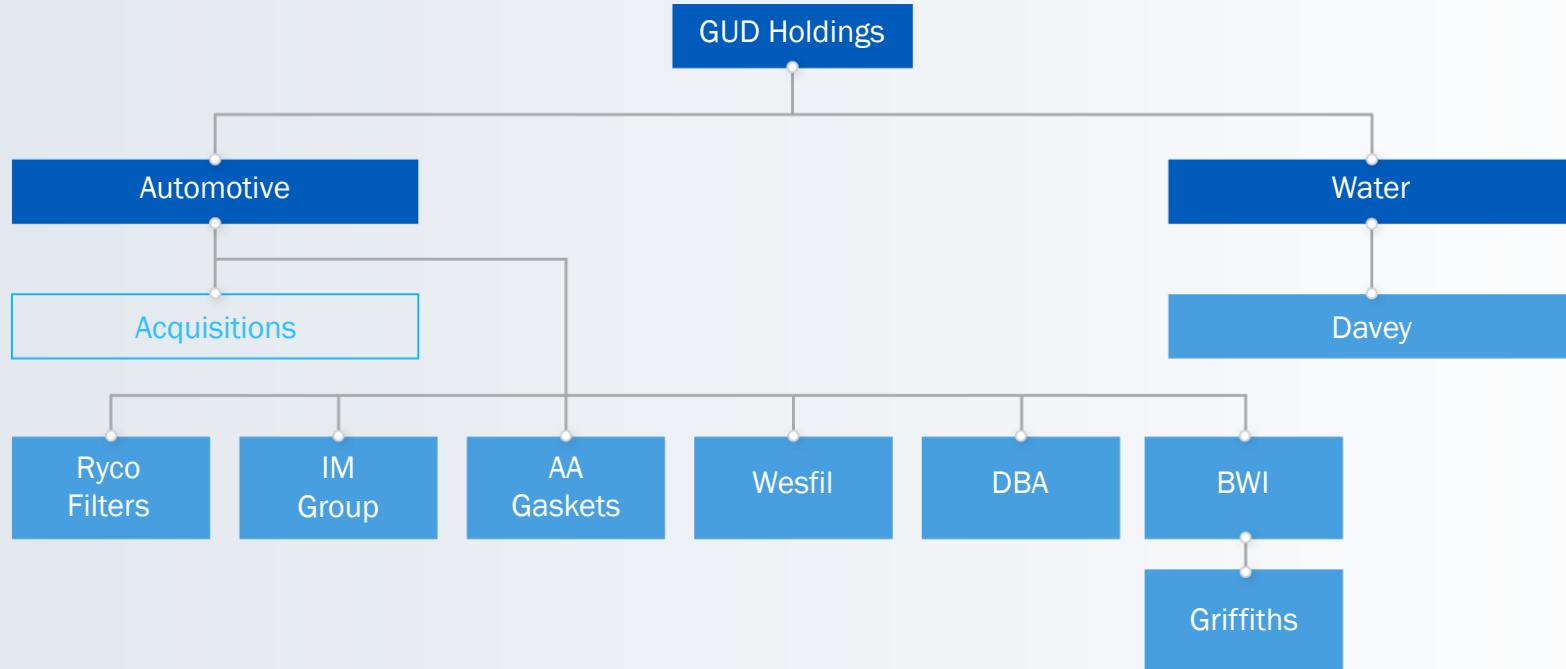 GUD Holdings
Automotive
Water
Acquisitions
Davey
Ryco
Filters
IM
Group
AA
Gaskets
Wesfil
DBA
BWI
Griffiths